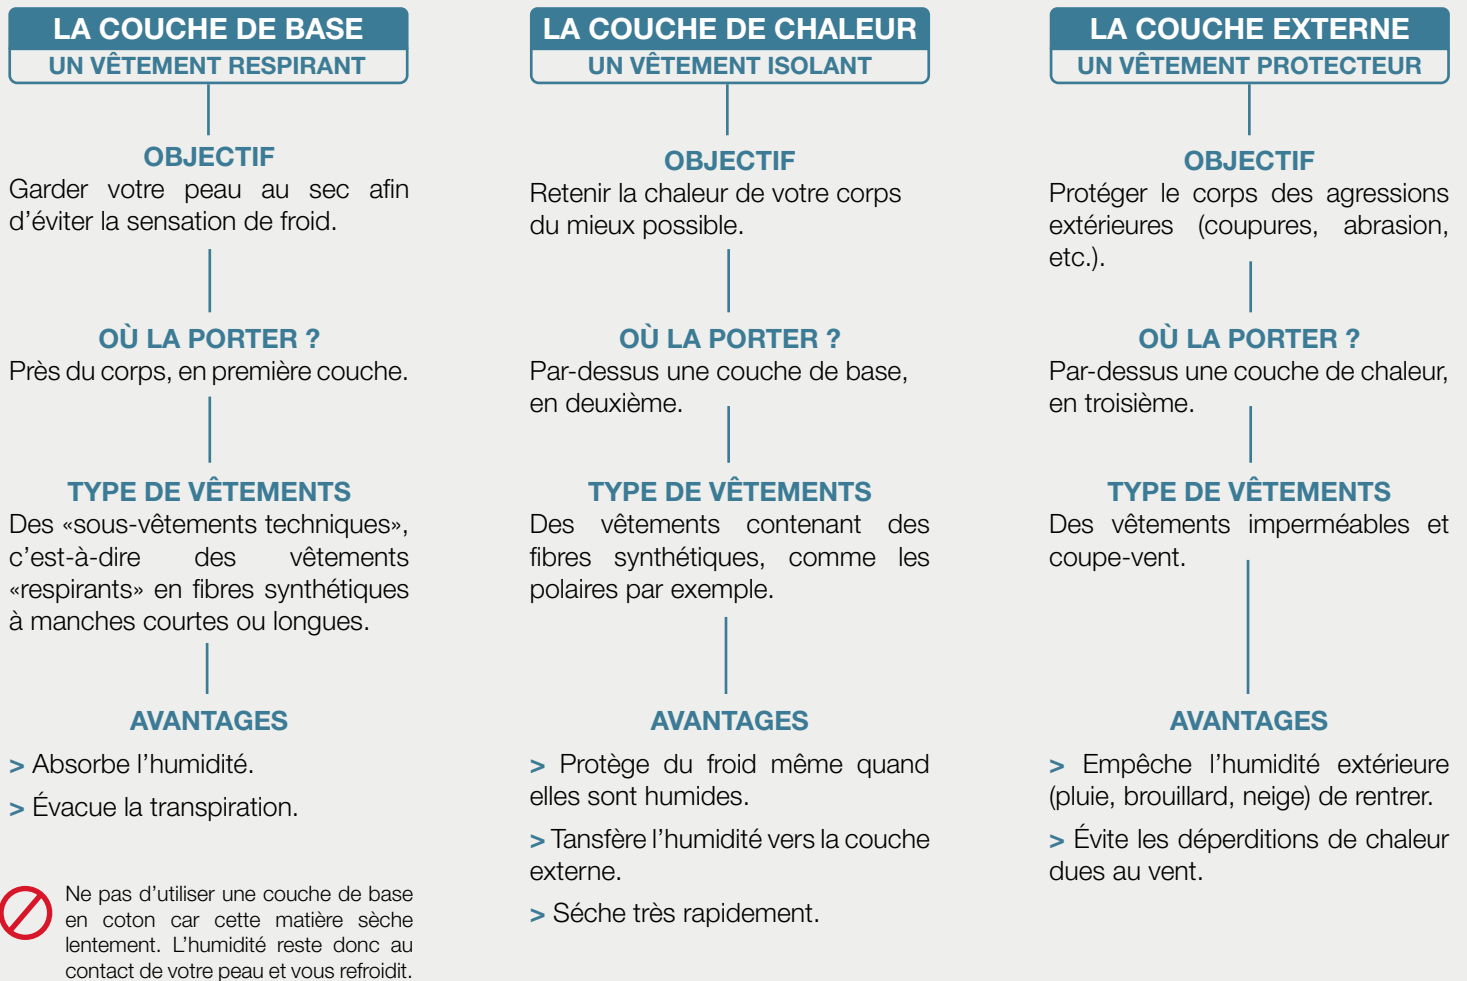 LA COUCHE DE BASE
UN VÊTEMENT RESPIRANT
OBJECTIF
Garder votre peau au sec afin
d’éviter la sensation de froid.
OÙ LA PORTER ?
Près du corps, en première couche.
TYPE DE VÊTEMENTS
Des «sous-vêtements techniques»,
c’est-à-dire des vêtements
«respirants» en fibres synthétiques
à manches courtes ou longues.
AVANTAGES
> Absorbe l’humidité.
> Évacue la transpiration.
Ne pas d’utiliser une couche de base
en coton car cette matière sèche
lentement. L’humidité reste donc au
contact de votre peau et vous refroidit.
LA COUCHE DE CHALEUR
UN VÊTEMENT ISOLANT
OBJECTIF
Retenir la chaleur de votre corps
du mieux possible.
OÙ LA PORTER ?
Par-dessus une couche de base,
en deuxième.
TYPE DE VÊTEMENTS
Des vêtements contenant des
fibres synthétiques, comme les
polaires par exemple.
AVANTAGES
> Protège du froid même quand
elles sont humides.
> Tansfère l’humidité vers la couche
externe.
> Séche très rapidement.
LA COUCHE EXTERNE
UN VÊTEMENT PROTECTEUR
OBJECTIF
Protéger le corps des agressions
extérieures (coupures, abrasion,
etc.).
OÙ LA PORTER ?
Par-dessus une couche de chaleur,
en troisième.
TYPE DE VÊTEMENTS
Des vêtements imperméables et
coupe-vent.
AVANTAGES
> Empêche l’humidité extérieure
(pluie, brouillard, neige) de rentrer.
> Évite les déperditions de chaleur
dues au vent.